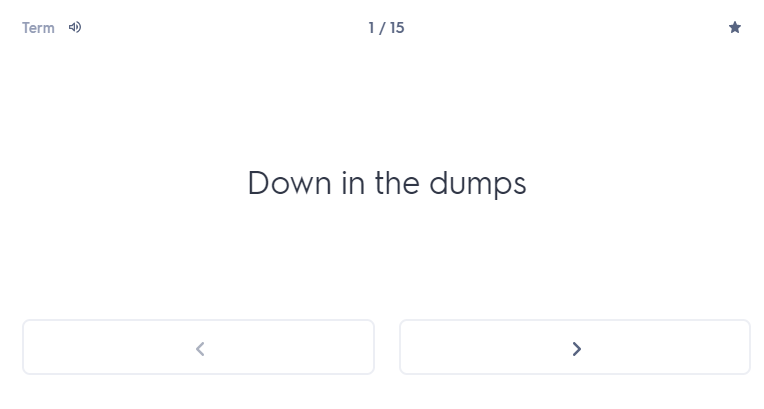 Term
1 / 15
Down in the dumps